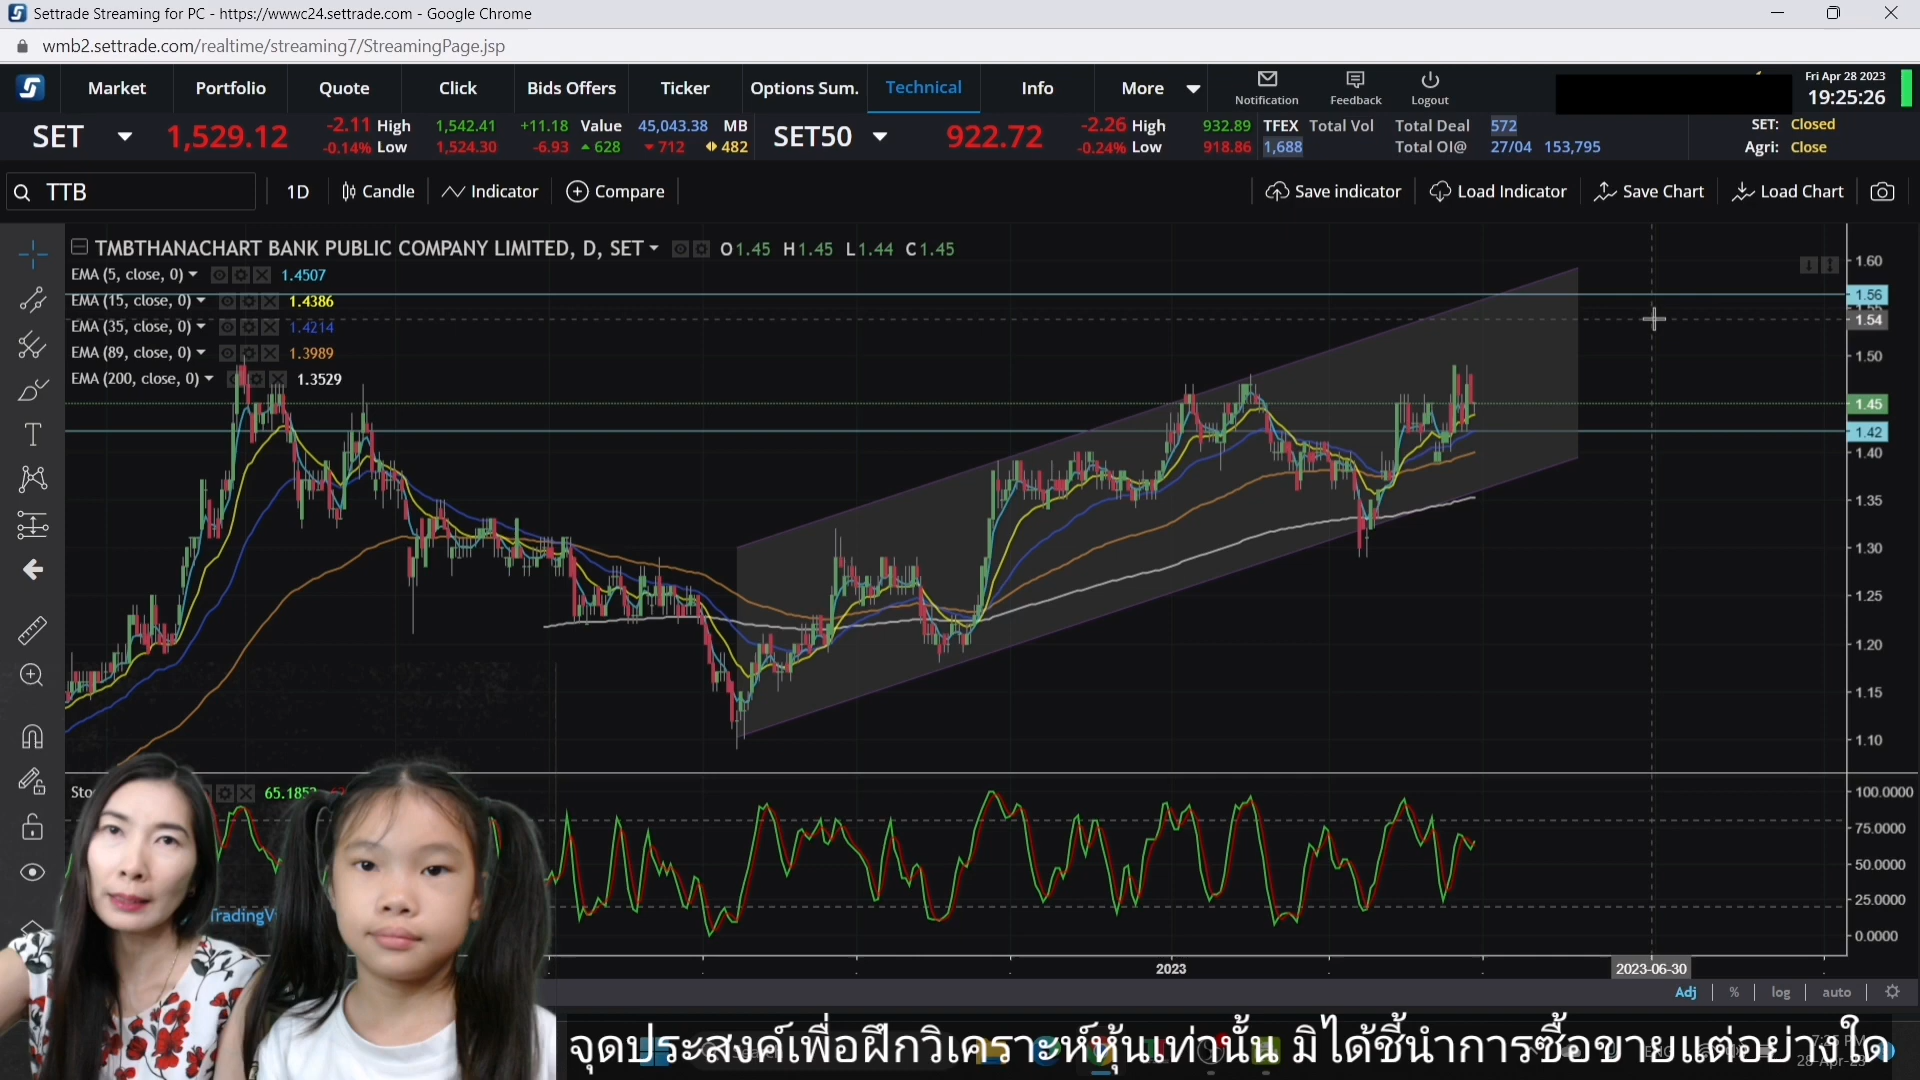 Settrade Streaming for PC - https://wwwc24.settrade.com - Google Chrome
wmb2.settrade.com/realtime/streaming7/StreamingPage.jsp
Market Portfolio Quote Click Bids Offers Ticker Options Sum. Technical Info More Notification Feedback Logout Fri Apr 28 2023 19:25:26
SET 1,529.12 -2.11 High 1,542.41 +11.18 Value 45,043.38 MB SET50 922.72 -2.26 High 932.89 TFEX Total Vol Total Deal 572 SET: Closed
-0.14% Low 1,524.30 -6.93 628 712 482 -0.24% Low 918.86 1,688 Total OI@ 27/04 153,795 Agri: Close
TTB 1D Candle Indicator Compare Save indicator Load Indicator Save Chart Load Chart
TMBTHANACHART BANK PUBLIC COMPANY LIMITED, D, SET O1.45 H1.45 L1.44 C1.45
EMA (5, close, 0) 1.4507
EMA (15, close, 0) 1.4386
EMA (35, close, 0) 1.4214
EMA (89, close, 0) 1.3989
EMA (200, close, 0) 1.3529
1.60
1.56
1.54
1.50
1.45
1.42
1.40
1.35
1.30
1.25
1.20
1.15
1.10
65.1852
100.0000
75.0000
50.0000
25.0000
0.0000
2023 2023-06-30
Adj % log auto
จุดประสงค์เพื่อฝึกวิเคราะห์หุ้นเท่านั้น มิได้ชี้นำการซื้อขายแต่อย่างใด